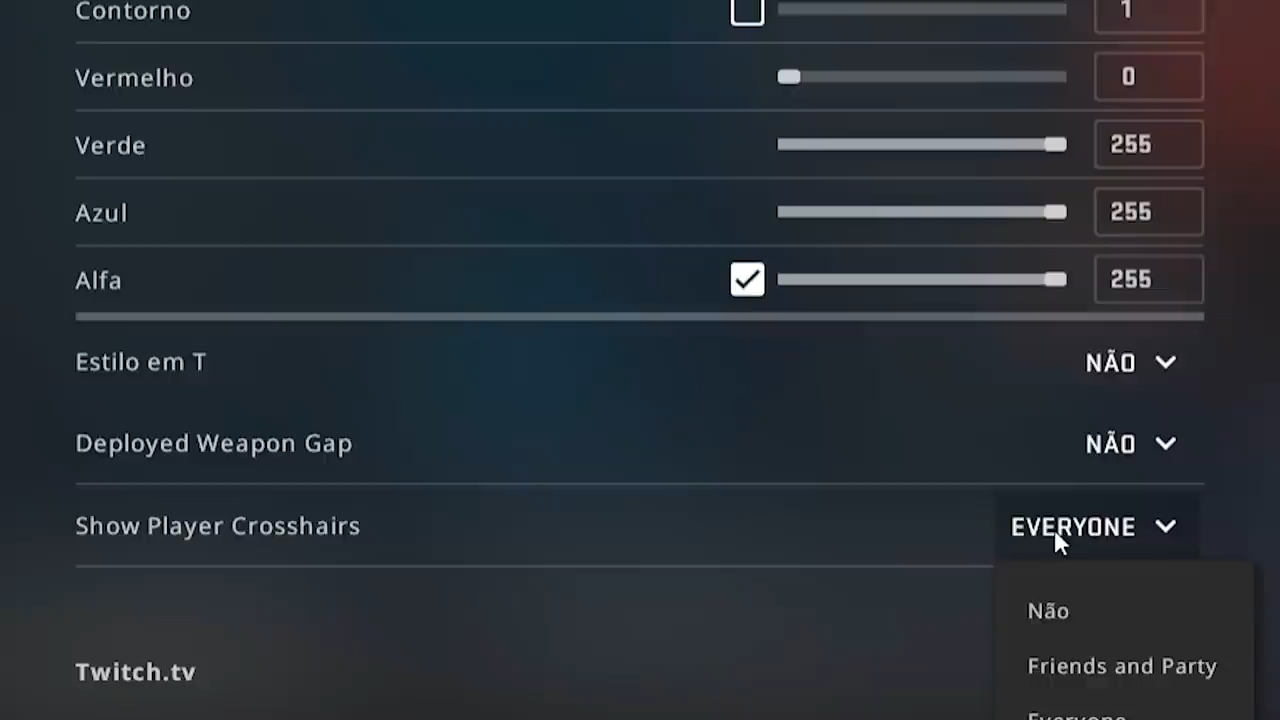 Contorno 1
Vermelho 0
Verde 255
Azul 255
Alfa 255
Estilo em T NÃO
Deployed Weapon Gap NÃO
Show Player Crosshairs EVERYONE
Não
Twitch.tv
Friends and Party
Everyone